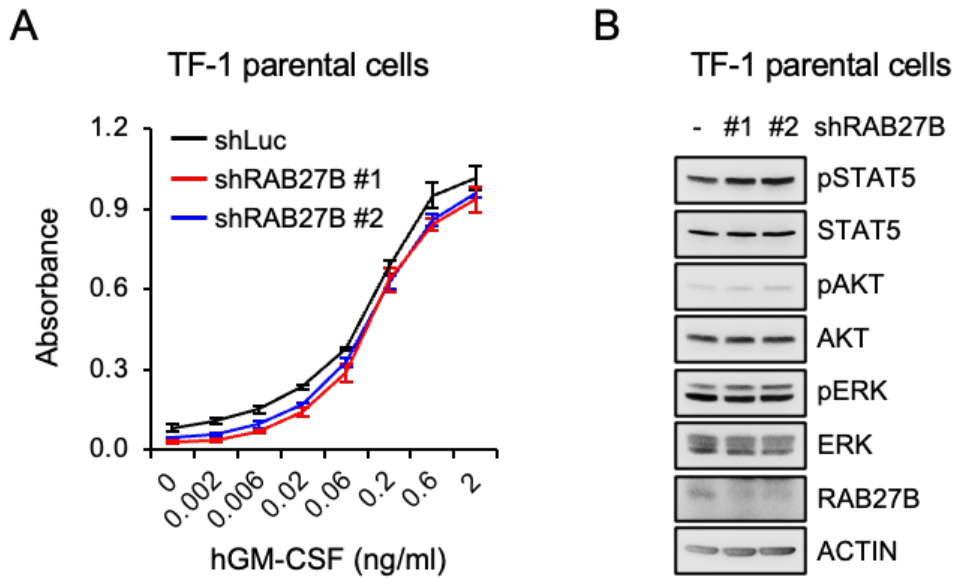 A
TF-1 parental cells
1.2
0.9
0.6
0.3
0.0
Absorbance
shLuc
shRAB27B #1
shRAB27B #2
0 0.002 0.006 0.02 0.06 0.2 0.6 2
hGM-CSF (ng/ml)
B
TF-1 parental cells
- #1 #2 shRAB27B
pSTAT5
STAT5
pAKT
AKT
pERK
ERK
RAB27B
ACTIN